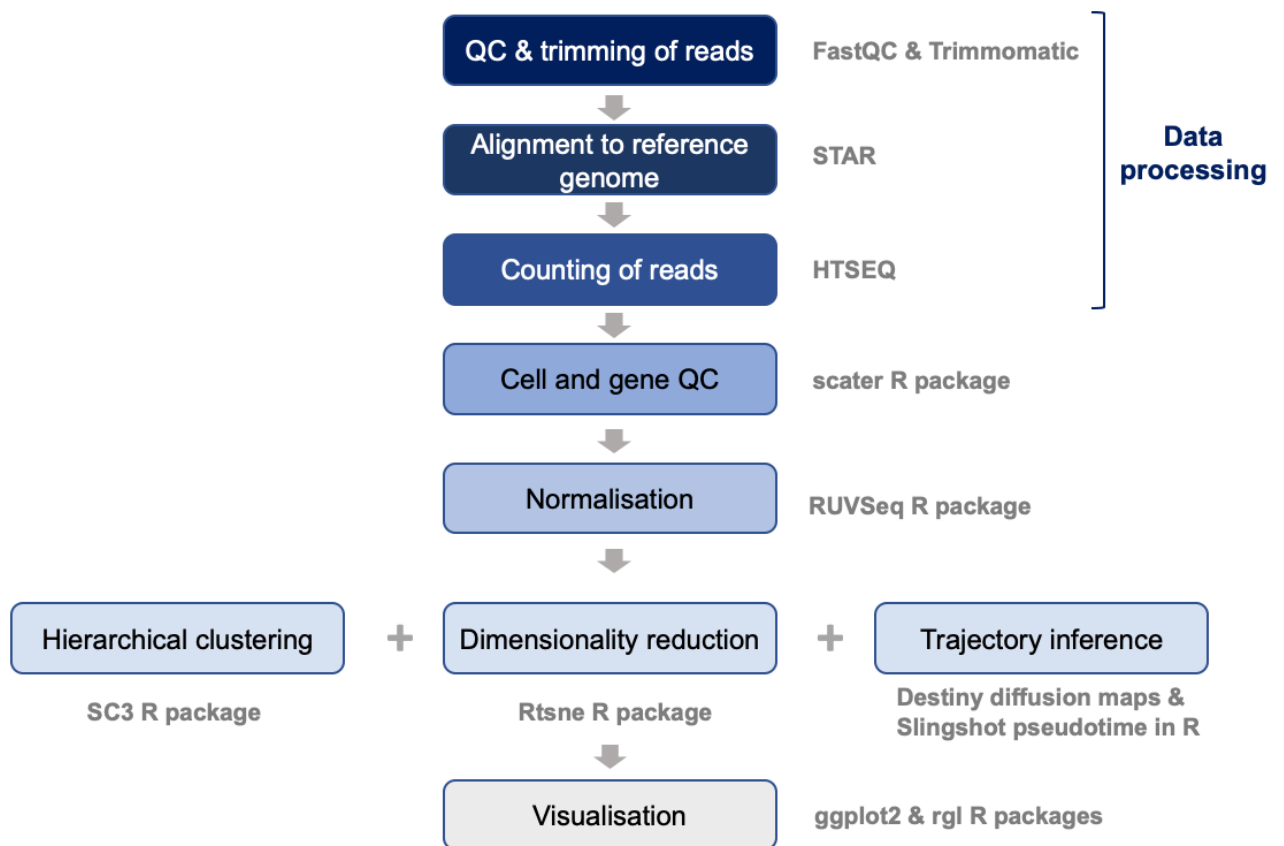 QC & trimming of reads
FastQC & Trimmomatic
Alignment to reference
genome
STAR
Data
processing
Counting of reads
HTSEQ
Cell and gene QC
scater R package
Normalisation
RUVSeq R package
Hierarchical clustering
+
Dimensionality reduction
+
Trajectory inference
SC3 R package
Rtsne R package
Destiny diffusion maps &
Slingshot pseudotime in R
Visualisation
ggplot2 & rgl R packages